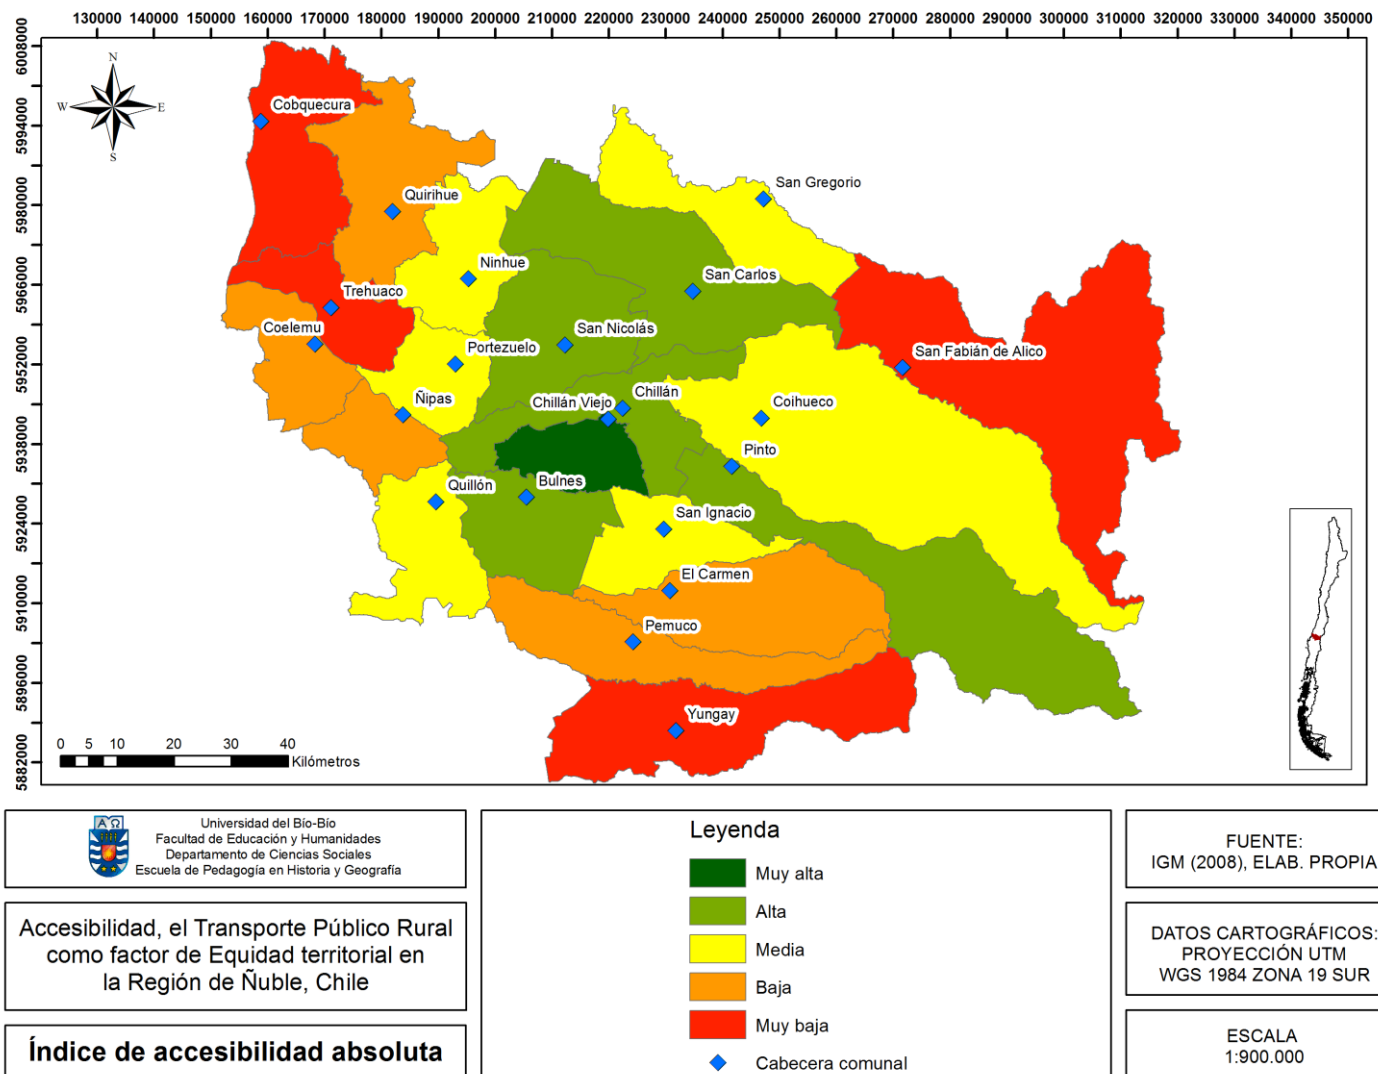 130000 140000 150000 160000 170000 180000 190000 200000 210000 220000 230000 240000 250000 260000 270000 280000 290000 300000 310000 320000 330000 340000 350000
6008000
5994000
5980000
5966000
5952000
5938000
5924000
5910000
5896000
5882000
N
W E
S
Cobquecura
San Gregorio
Quirihue
Ninhue
San Carlos
Trehuaco
Coelemu
San Nicolás
Portezuelo
San Fabián de Alico
Ñipas
Chillán Viejo
Chillán
Coihueco
Pinto
Quillón
Bulnes
San Ignacio
El Carmen
Pemuco
Yungay
0 5 10 20 30 40
Kilómetros
Universidad del Bío-Bío
Facultad de Educación y Humanidades
Departamento de Ciencias Sociales
Escuela de Pedagogía en Historia y Geografía
Accesibilidad, el Transporte Público Rural
como factor de Equidad territorial en
la Región de Ñuble, Chile
Índice de accesibilidad absoluta
Leyenda
Muy alta
Alta
Media
Baja
Muy baja
Cabecera comunal
FUENTE:
IGM (2008), ELAB. PROPIA
DATOS CARTOGRÁFICOS:
PROYECCIÓN UTM
WGS 1984 ZONA 19 SUR
ESCALA
1:900.000